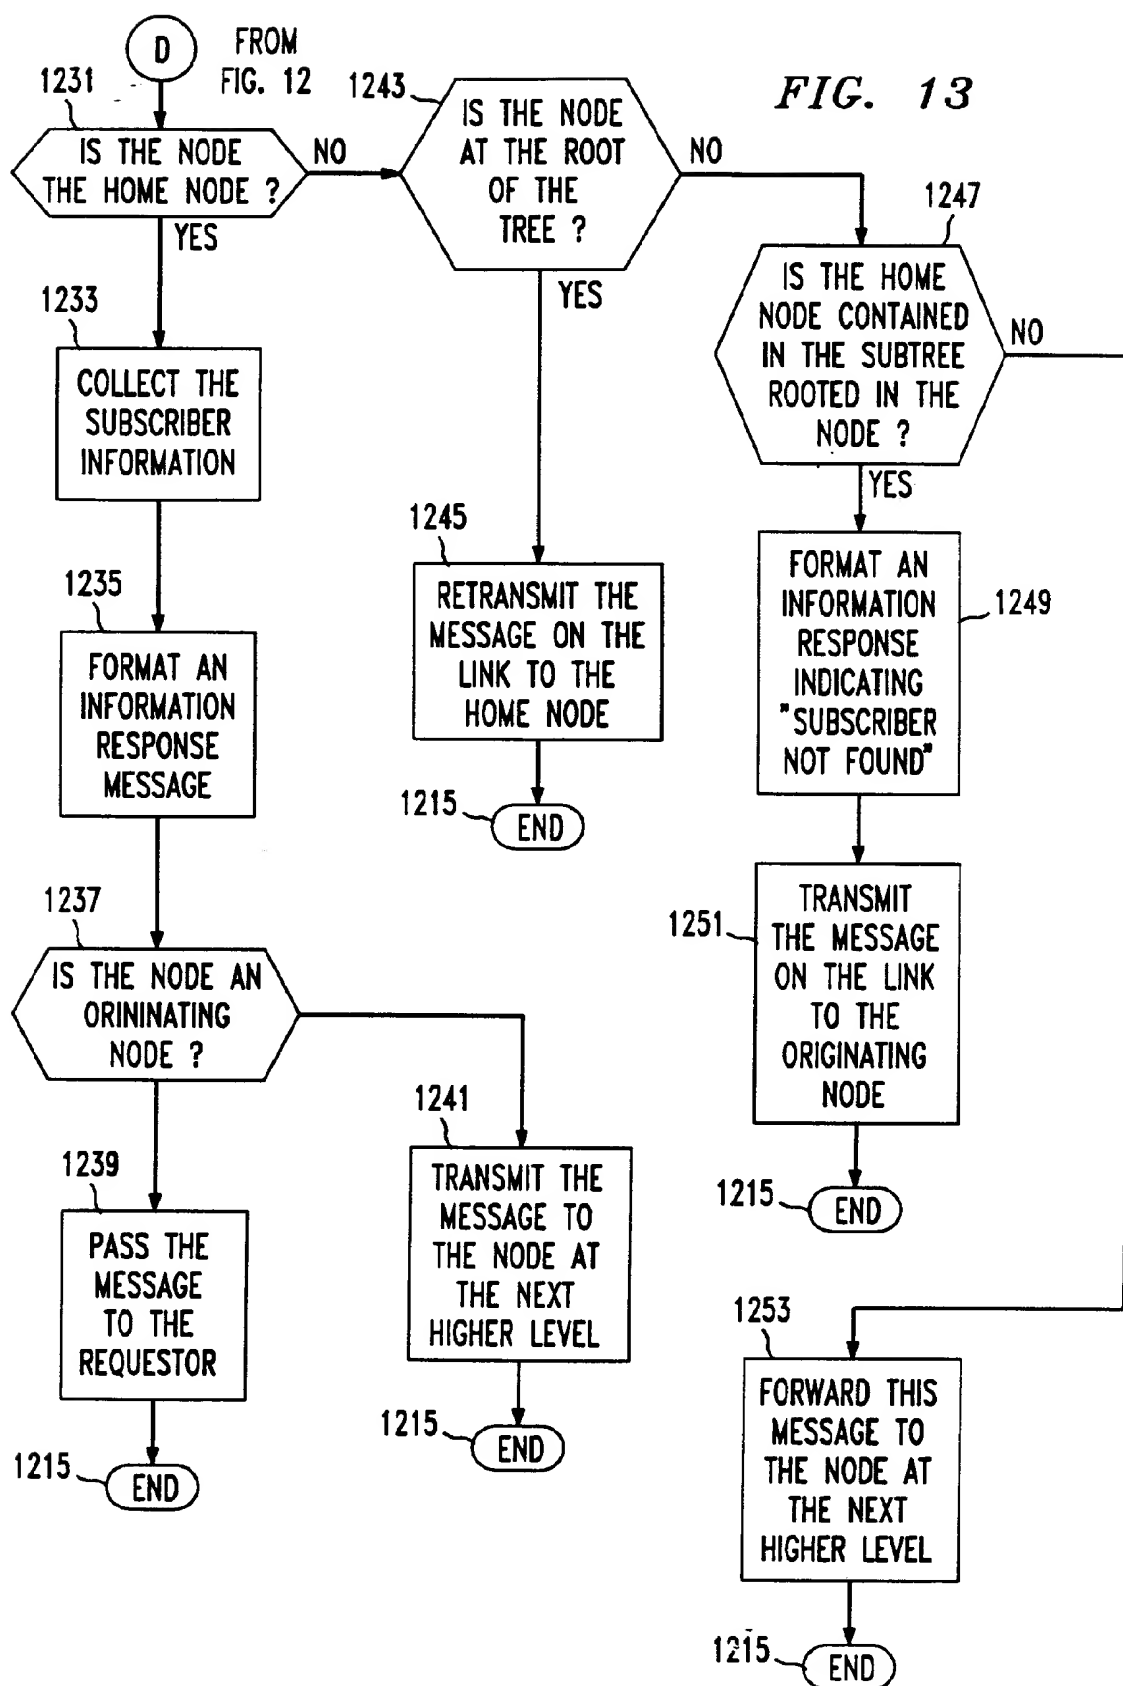 D
FROM
FIG. 12
FIG. 13
1231
IS THE NODE
THE HOME NODE ?
NO
YES
1243
IS THE NODE
AT THE ROOT
OF THE
TREE ?
NO
YES
1247
IS THE HOME
NODE CONTAINED
IN THE SUBTREE
ROOTED IN THE
NODE ?
NO
YES
1233
COLLECT THE
SUBSCRIBER
INFORMATION
1235
FORMAT AN
INFORMATION
RESPONSE
MESSAGE
1237
IS THE NODE AN
ORININATING
NODE ?
1239
PASS THE
MESSAGE
TO THE
REQUESTOR
1215
END
1241
TRANSMIT THE
MESSAGE TO
THE NODE AT
THE NEXT
HIGHER LEVEL
1215
END
1245
RETRANSMIT THE
MESSAGE ON THE
LINK TO THE
HOME NODE
1215
END
1249
FORMAT AN
INFORMATION
RESPONSE
INDICATING
"SUBSCRIBER
NOT FOUND"
1251
TRANSMIT
THE MESSAGE
ON THE LINK
TO THE
ORIGINATING
NODE
1215
END
1253
FORWARD THIS
MESSAGE TO
THE NODE AT
THE NEXT
HIGHER LEVEL
1215
END